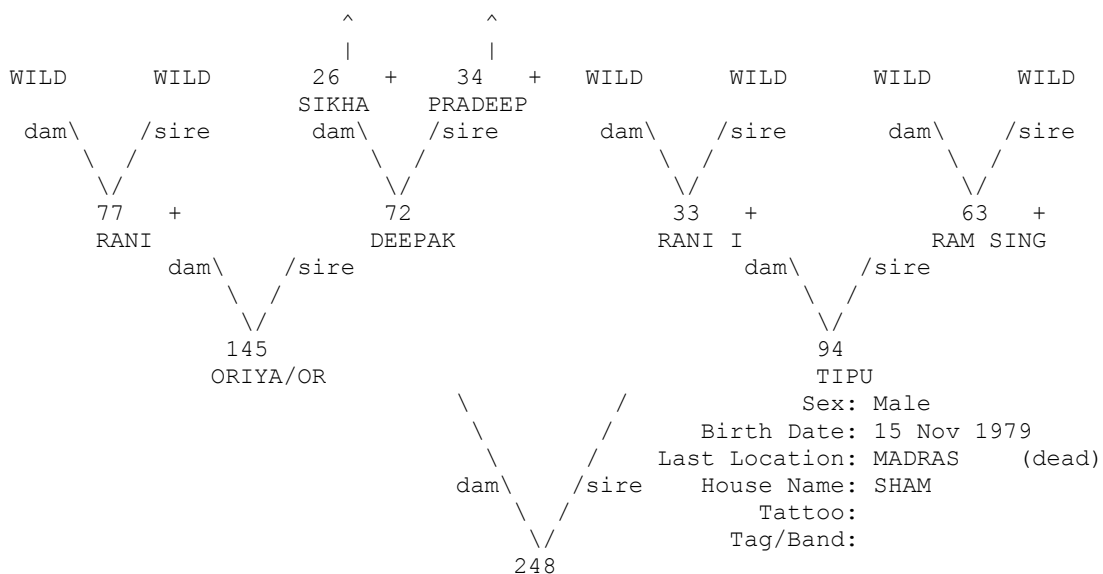 ^ ^
| |
WILD WILD 26 + 34 + WILD WILD WILD WILD
SIKHA PRADEEP
dam\ /sire dam\ /sire dam\ /sire dam\ /sire
\ / \ / \ / \ /
\/ \/ \/ \/
77 + 72 33 + 63 +
RANI DEEPAK RANI I RAM SING
dam\ /sire dam\ /sire
\ / \ /
\/ \/
145 94
ORIYA/OR TIPU
\ / Sex: Male
\ / Birth Date: 15 Nov 1979
\ / Last Location: MADRAS (dead)
dam\ /sire House Name: SHAM
\ / Tattoo:
\/ Tag/Band:
248